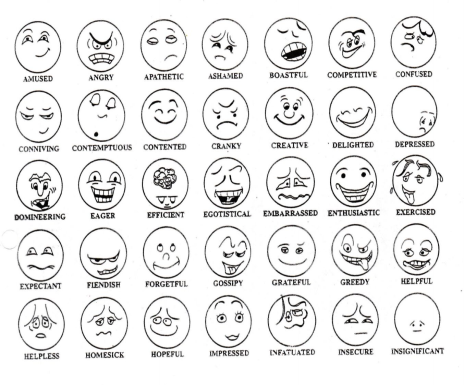 AMUSED ANGRY APATHETIC ASHAMED BOASTFUL COMPETITIVE CONFUSED
CONNIVING CONTEMPTUOUS CONTENTED CRANKY CREATIVE DELIGHTED DEPRESSED
DOMINEERING EAGER EFFICIENT EGOTISTICAL EMBARRASSED ENTHUSIASTIC EXERCISED
EXPECTANT FIENDISH FORGETFUL GOSSIPY GRATEFUL GREEDY HELPFUL
HELPLESS HOMESICK HOPEFUL IMPRESSED INFATUATED INSECURE INSIGNIFICANT